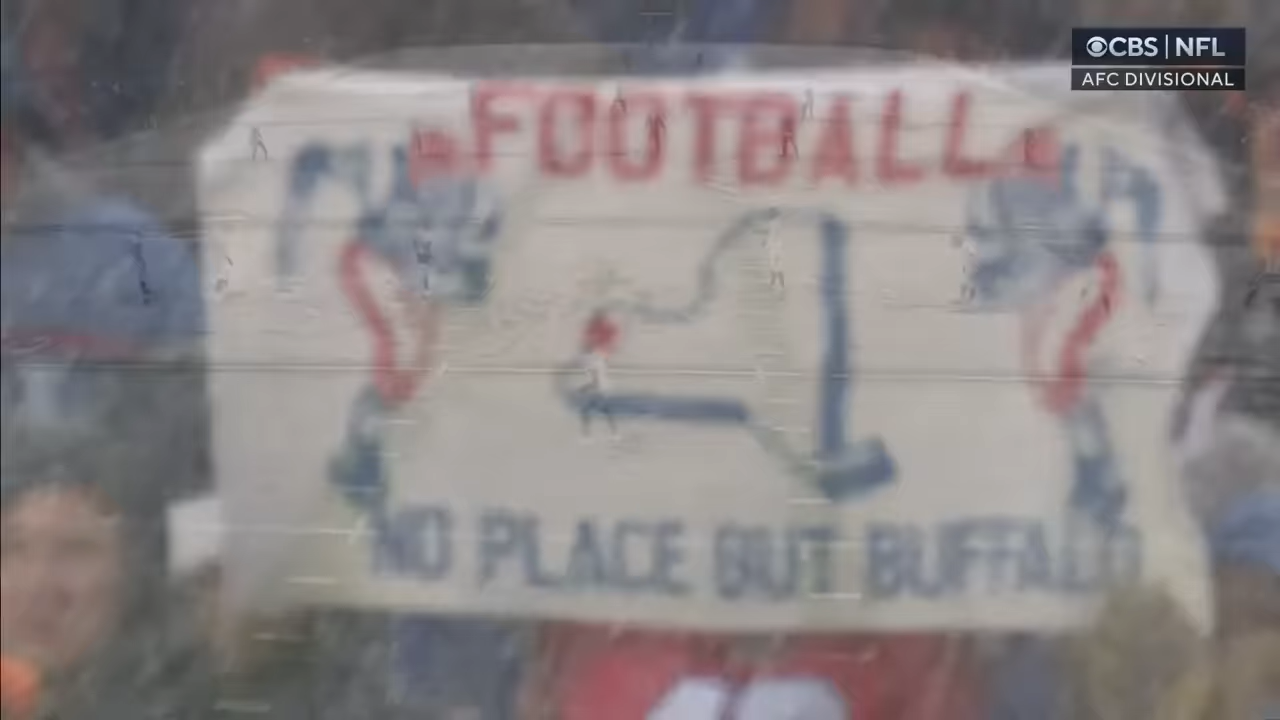 CBS | NFL
AFC DIVISIONAL
FOOTBALL
NO PLACE BUT BUFFALO